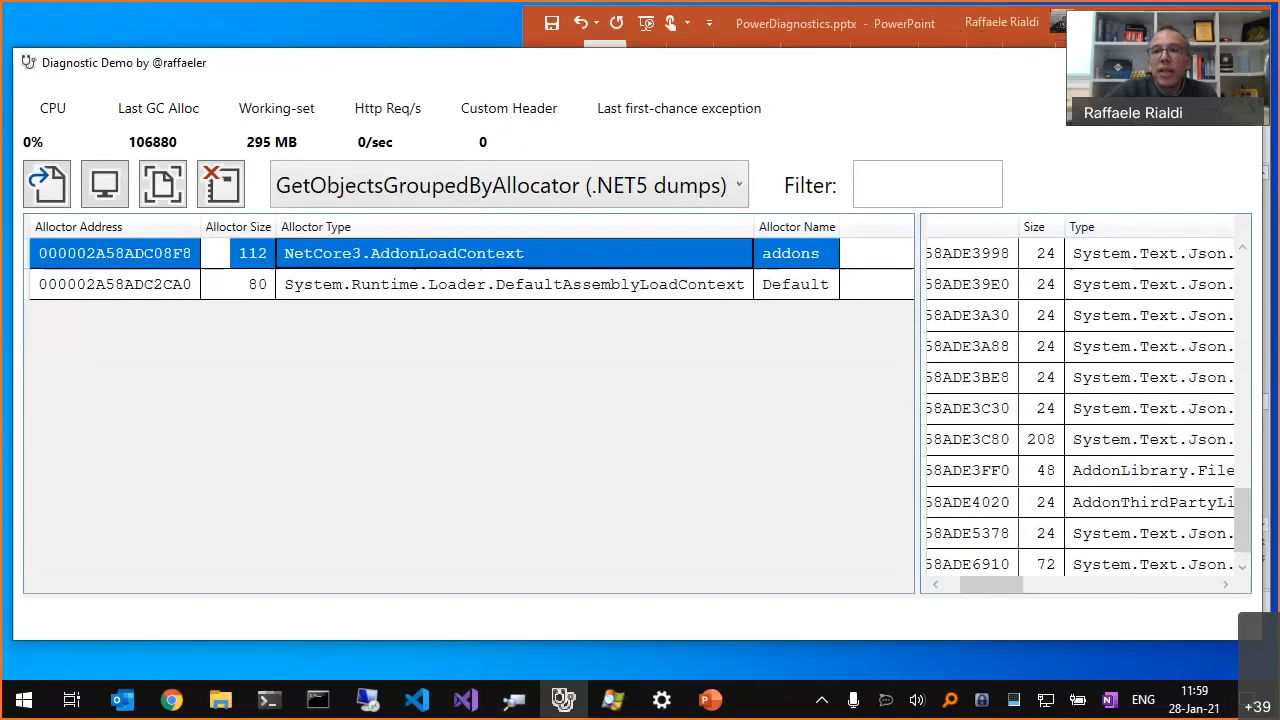 PowerDiagnostics.pptx - PowerPoint
Raffaele Rialdi
Diagnostic Demo by @raffaeler
Raffaele Rialdi
CPU Last GC Alloc Working-set Http Req/s Custom Header Last first-chance exception
0% 106880 295 MB 0/sec 0
GetObjectsGroupedByAllocator (.NET5 dumps) Filter:
Alloctor Address Alloctor Size Alloctor Type Alloctor Name
000002A58ADC08F8 112 NetCore3.AddonLoadContext addons
000002A58ADC2CA0 80 System.Runtime.Loader.DefaultAssemblyLoadContext Default
Size Type
58ADE3998 24 System.Text.Json.
58ADE39E0 24 System.Text.Json.
58ADE3A30 24 System.Text.Json.
58ADE3A88 24 System.Text.Json.
58ADE3BE8 24 System.Text.Json.
58ADE3C30 24 System.Text.Json.
58ADE3C80 208 System.Text.Json.
58ADE3FF0 48 AddonLibrary.File
58ADE4020 24 AddonThirdPartyLi
58ADE5378 24 System.Text.Json.
58ADE6910 72 System.Text.Json.
ENG
11:59
28-Jan-21
+39